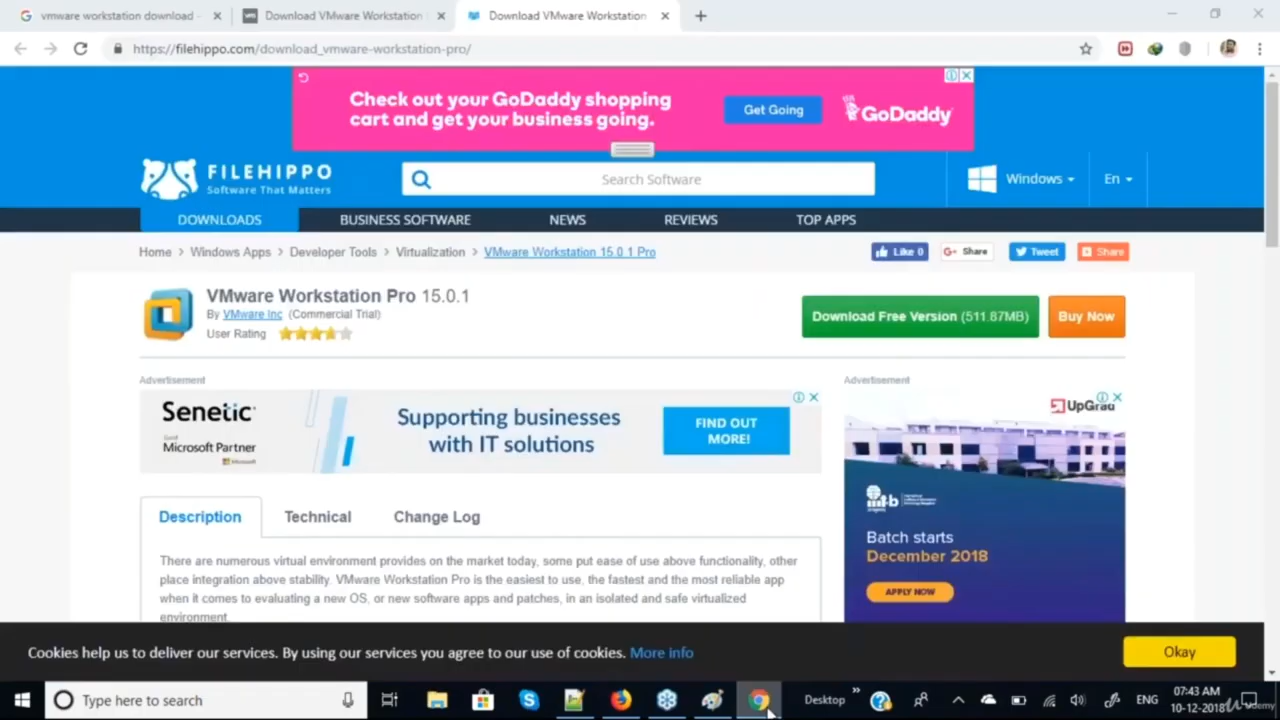 vmware workstation download -
Download VMware Workstation
Download VMware Workstation
https://filehippo.com/download_vmware-workstation-pro/
Check out your GoDaddy shopping
cart and get your business going.
Get Going
GoDaddy
FILEHIPPO
Software That Matters
Search Software
Windows
En
DOWNLOADS
BUSINESS SOFTWARE
NEWS
REVIEWS
TOP APPS
Home > Windows Apps > Developer Tools > Virtualization > VMware Workstation 15.0.1 Pro
Like 0
G+ Share
Tweet
Share
VMware Workstation Pro 15.0.1
By VMware Inc (Commercial Trial)
User Rating
Download Free Version (511.87MB)
Buy Now
Advertisement
Advertisement
Senetic
Microsoft Partner
Microsoft
Supporting businesses
with IT solutions
FIND OUT
MORE!
UpGrad
Batch starts
December 2018
APPLY NOW
Description
Technical
Change Log
There are numerous virtual environment provides on the market today, some put ease of use above functionality, other
place integration above stability. VMware Workstation Pro is the easiest to use, the fastest and the most reliable app
when it comes to evaluating a new OS, or new software apps and patches, in an isolated and safe virtualized
environment.
Cookies help us to deliver our services. By using our services you agree to our use of cookies. More info
Okay
Type here to search
Desktop
ENG
07:43 AM
10-12-2018
Udemy